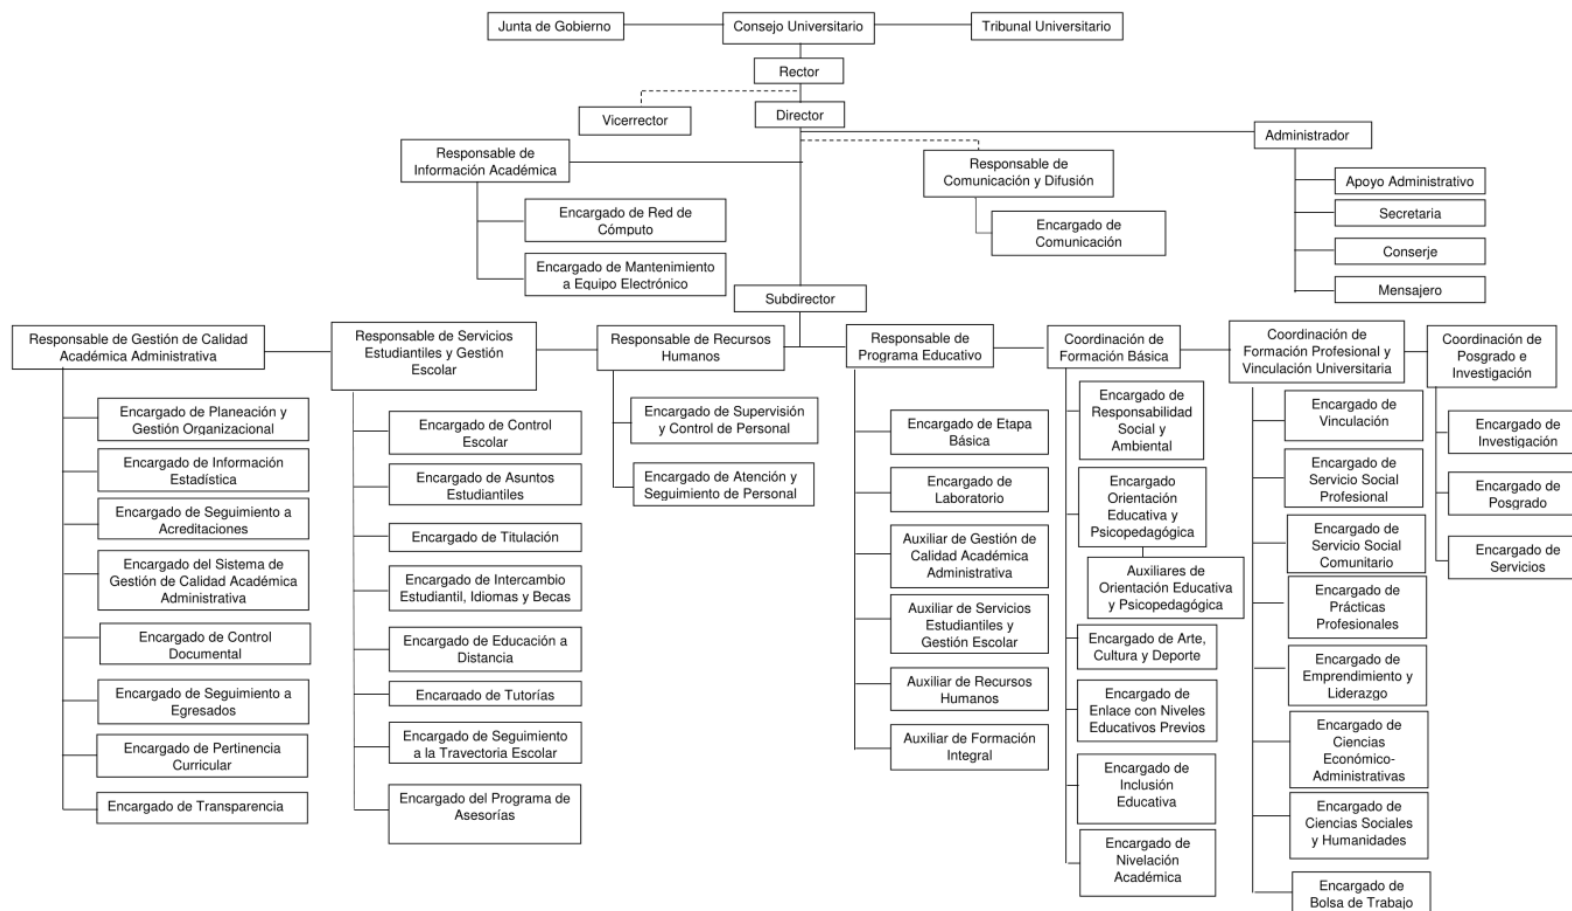 Junta de Gobierno
Consejo Universitario
Tribunal Universitario
Rector
Vicerrector
Director
Administrador
Responsable de
Información Académica
Responsable de
Comunicación y Difusión
Apoyo Administrativo
Secretaria
Conserje
Mensajero
Encargado de Red de
Cómputo
Encargado de Mantenimiento
a Equipo Electrónico
Encargado de
Comunicación
Subdirector
Responsable de Gestión de Calidad
Académica Administrativa
Encargado de Planeación y
Gestión Organizacional
Encargado de Información
Estadística
Encargado de Seguimiento a
Acreditaciones
Encargado del Sistema de
Gestión de Calidad Académica
Administrativa
Encargado de Control
Documental
Encargado de Seguimiento a
Egresados
Encargado de Pertinencia
Curricular
Encargado de Transparencia
Responsable de Servicios
Estudiantiles y Gestión
Escolar
Encargado de Control
Escolar
Encargado de Asuntos
Estudiantiles
Encargado de Titulación
Encargado de Intercambio
Estudiantil, Idiomas y Becas
Encargado de Educación a
Distancia
Encargado de Tutorías
Encargado de Seguimiento
a la Trayectoria Escolar
Encargado del Programa de
Asesorías
Responsable de Recursos
Humanos
Encargado de Supervisión
y Control de Personal
Encargado de Atención y
Seguimiento de Personal
Responsable de
Programa Educativo
Encargado de Etapa
Básica
Encargado de
Laboratorio
Auxiliar de Gestión de
Calidad Académica
Administrativa
Auxiliar de Servicios
Estudiantiles y
Gestión Escolar
Auxiliar de Recursos
Humanos
Auxiliar de Formación
Integral
Coordinación de
Formación Básica
Encargado de
Responsabilidad
Social y
Ambiental
Encargado
Orientación
Educativa y
Psicopedagógica
Auxiliares de
Orientación Educativa
y Psicopedagógica
Encargado de Arte,
Cultura y Deporte
Encargado de
Enlace con Niveles
Educativos Previos
Encargado de
Inclusión
Educativa
Encargado de
Nivelación
Académica
Coordinación de
Formación Profesional y
Vinculación Universitaria
Encargado de
Vinculación
Encargado de
Servicio Social
Profesional
Encargado de
Servicio Social
Comunitario
Encargado de
Prácticas
Profesionales
Encargado de
Emprendimiento y
Liderazgo
Encargado de
Ciencias
Económico-
Administrativas
Encargado de
Ciencias Sociales
y Humanidades
Encargado de
Bolsa de Trabajo
Coordinación de
Posgrado e
Investigación
Encargado de
Investigación
Encargado de
Posgrado
Encargado de
Servicios